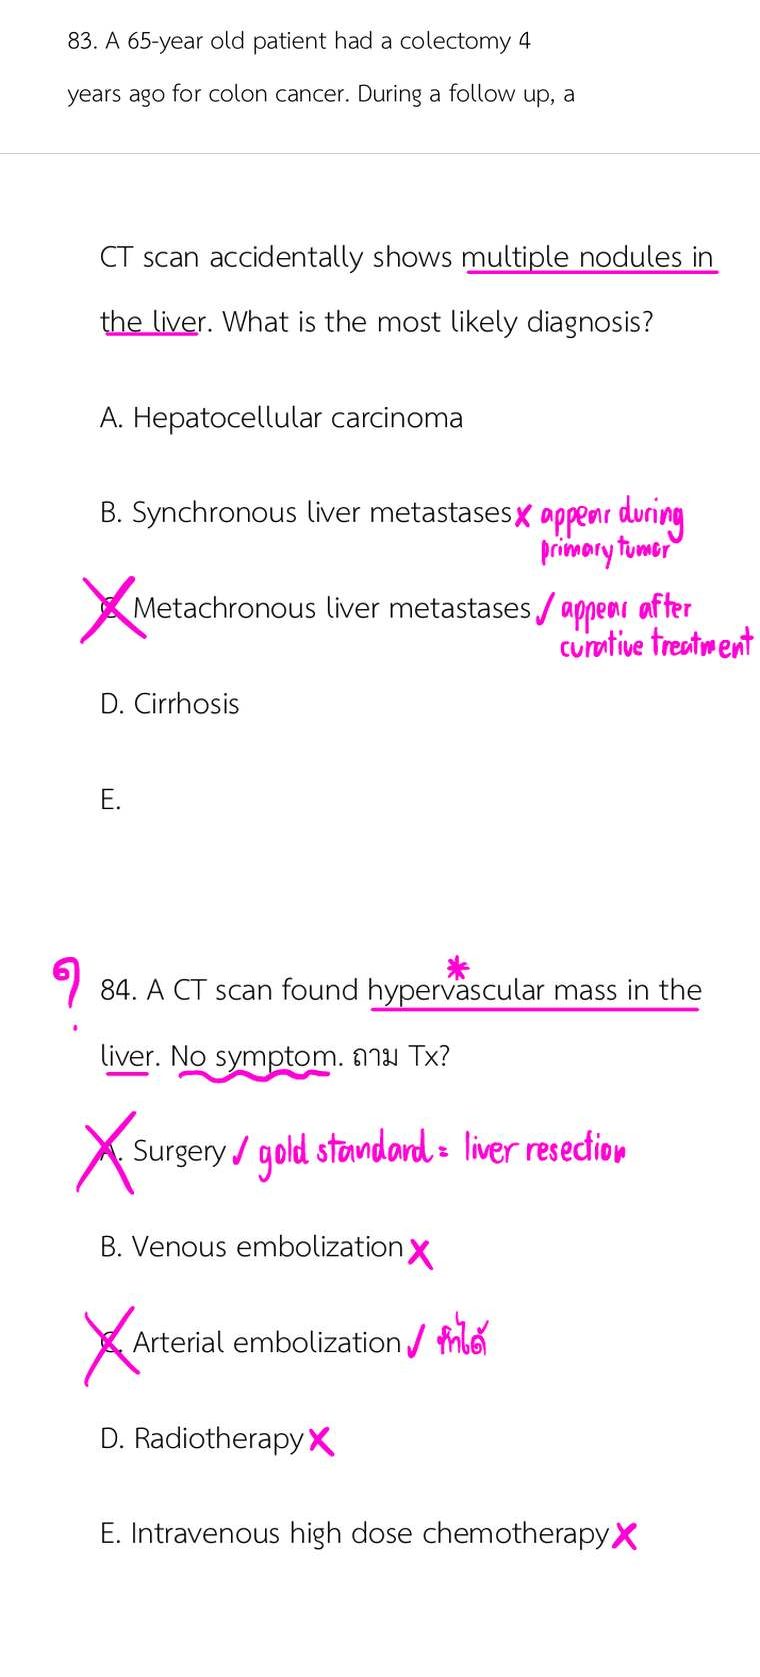 83. A 65-year old patient had a colectomy 4
years ago for colon cancer. During a follow up, a
CT scan accidentally shows multiple nodules in
the liver. What is the most likely diagnosis?
A. Hepatocellular carcinoma
B. Synchronous liver metastases x appear during
primary tumor
Metachronous liver metastases / appear after
curative treatment
D. Cirrhosis
E.
*
? 84. A CT scan found hypervascular mass in the
liver. No symptom. ถาม Tx?
A. Surgery / gold standard = liver resection
B. Venous embolization x
C. Arterial embolization / ทำได้
D. Radiotherapy x
E. Intravenous high dose chemotherapy x